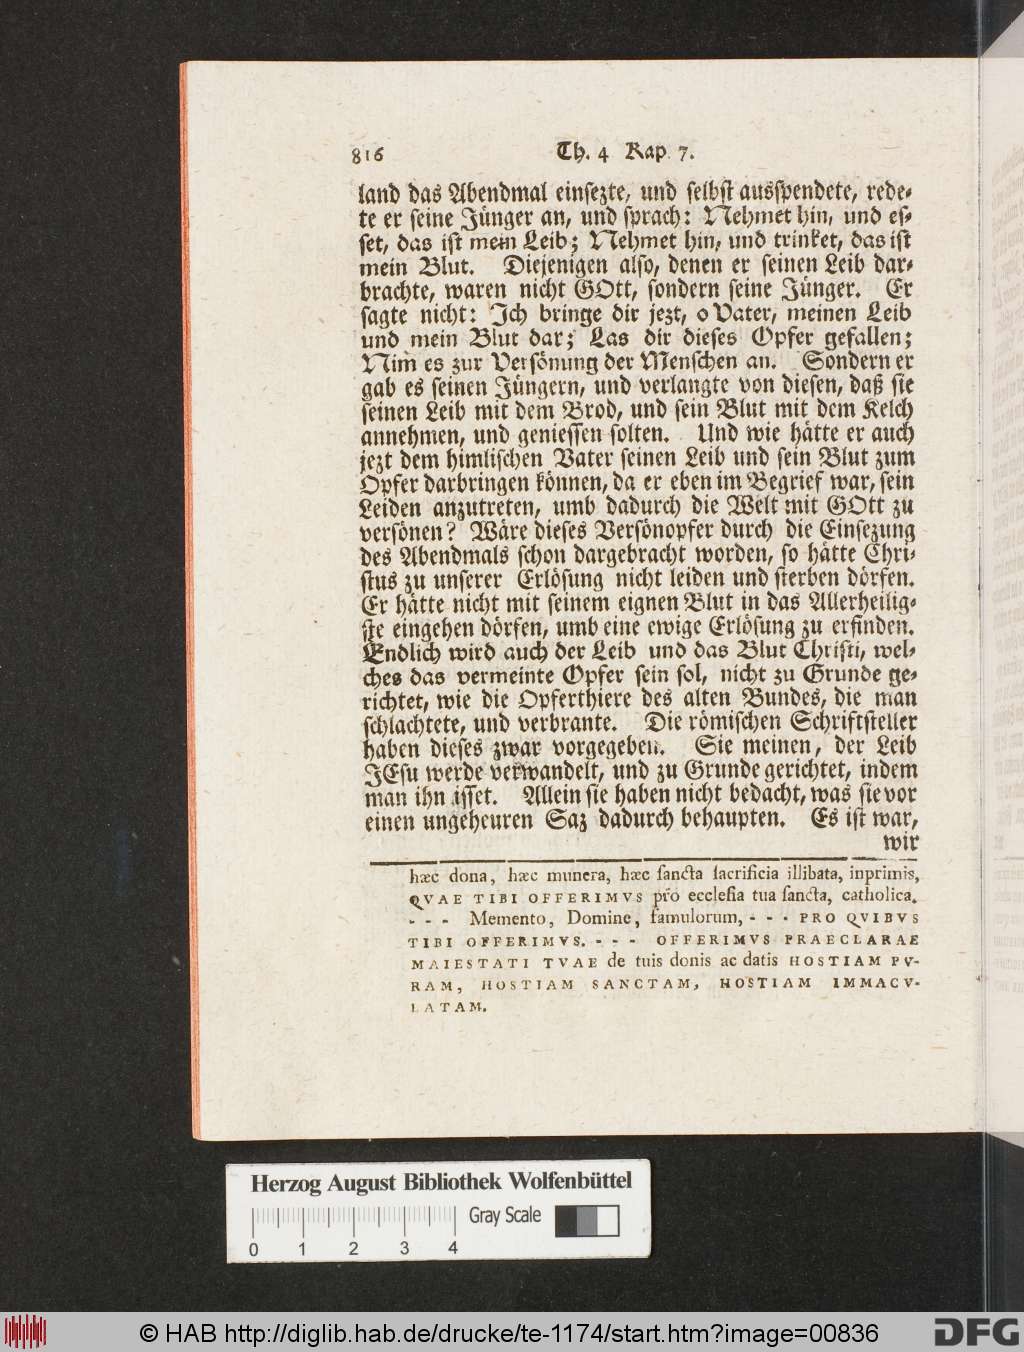 816 Th. 4 Kap 7.
land das Abendmal einsezte, und selbst ausspendete, rede-
te er seine Jünger an, und sprach: Nehmet hin, und es-
set, das ist mein Leib; Nehmet hin, und trinket, das ist
mein Blut. Diejenigen also, denen er seinen Leib dar-
brachte, waren nicht GOtt, sondern seine Jünger. Er
sagte nicht: Ich bringe dir jezt, o Vater, meinen Leib
und mein Blut dar; Las dir dieses Opfer gefallen;
Nim̃ es zur Versönung der Menschen an. Sondern er
gab es seinen Jüngern, und verlangte von diesen, daß sie
seinen Leib mit dem Brod, und sein Blut mit dem Kelch
annehmen, und geniessen solten. Und wie hätte er auch
jezt dem himlischen Vater seinen Leib und sein Blut zum
Opfer darbringen können, da er eben im Begrief war, sein
Leiden anzutreten, umb dadurch die Welt mit GOtt zu
versönen? Wäre dieses Versönopfer durch die Einsezung
des Abendmals schon dargebracht worden, so hätte Chri-
stus zu unserer Erlösung nicht leiden und sterben dörfen.
Er hätte nicht mit seinem eignen Blut in das Allerheilig-
ste eingehen dörfen, umb eine ewige Erlösung zu erfinden.
Endlich wird auch der Leib und das Blut Christi, wel-
ches das vermeinte Opfer sein sol, nicht zu Grunde ge-
richtet, wie die Opferthiere des alten Bundes, die man
schlachtete, und verbrante. Die römischen Schriftsteller
haben dieses zwar vorgegeben. Sie meinen, der Leib
JEsu werde verwandelt, und zu Grunde gerichtet, indem
man ihn isset. Allein sie haben nicht bedacht, was sie vor
einen ungeheuren Saz dadurch behaupten. Es ist war,
wir
hæc dona, hæc munera, hæc sancta sacrificia illibata, inprimis,
QVAE TIBI OFFERIMVS pro ecclesia tua sancta, catholica.
- - - Memento, Domine, famulorum, - - - PRO QVIBVS
TIBI OFFERIMVS. - - - OFFERIMVS PRAECLARAE
MAIESTATI TVAE de tuis donis ac datis HOSTIAM PV-
RAM, HOSTIAM SANCTAM, HOSTIAM IMMACV-
LATAM.
Herzog August Bibliothek Wolfenbüttel
Gray Scale
0 1 2 3 4
© HAB http://diglib.hab.de/drucke/te-1174/start.htm?image=00836
DFG